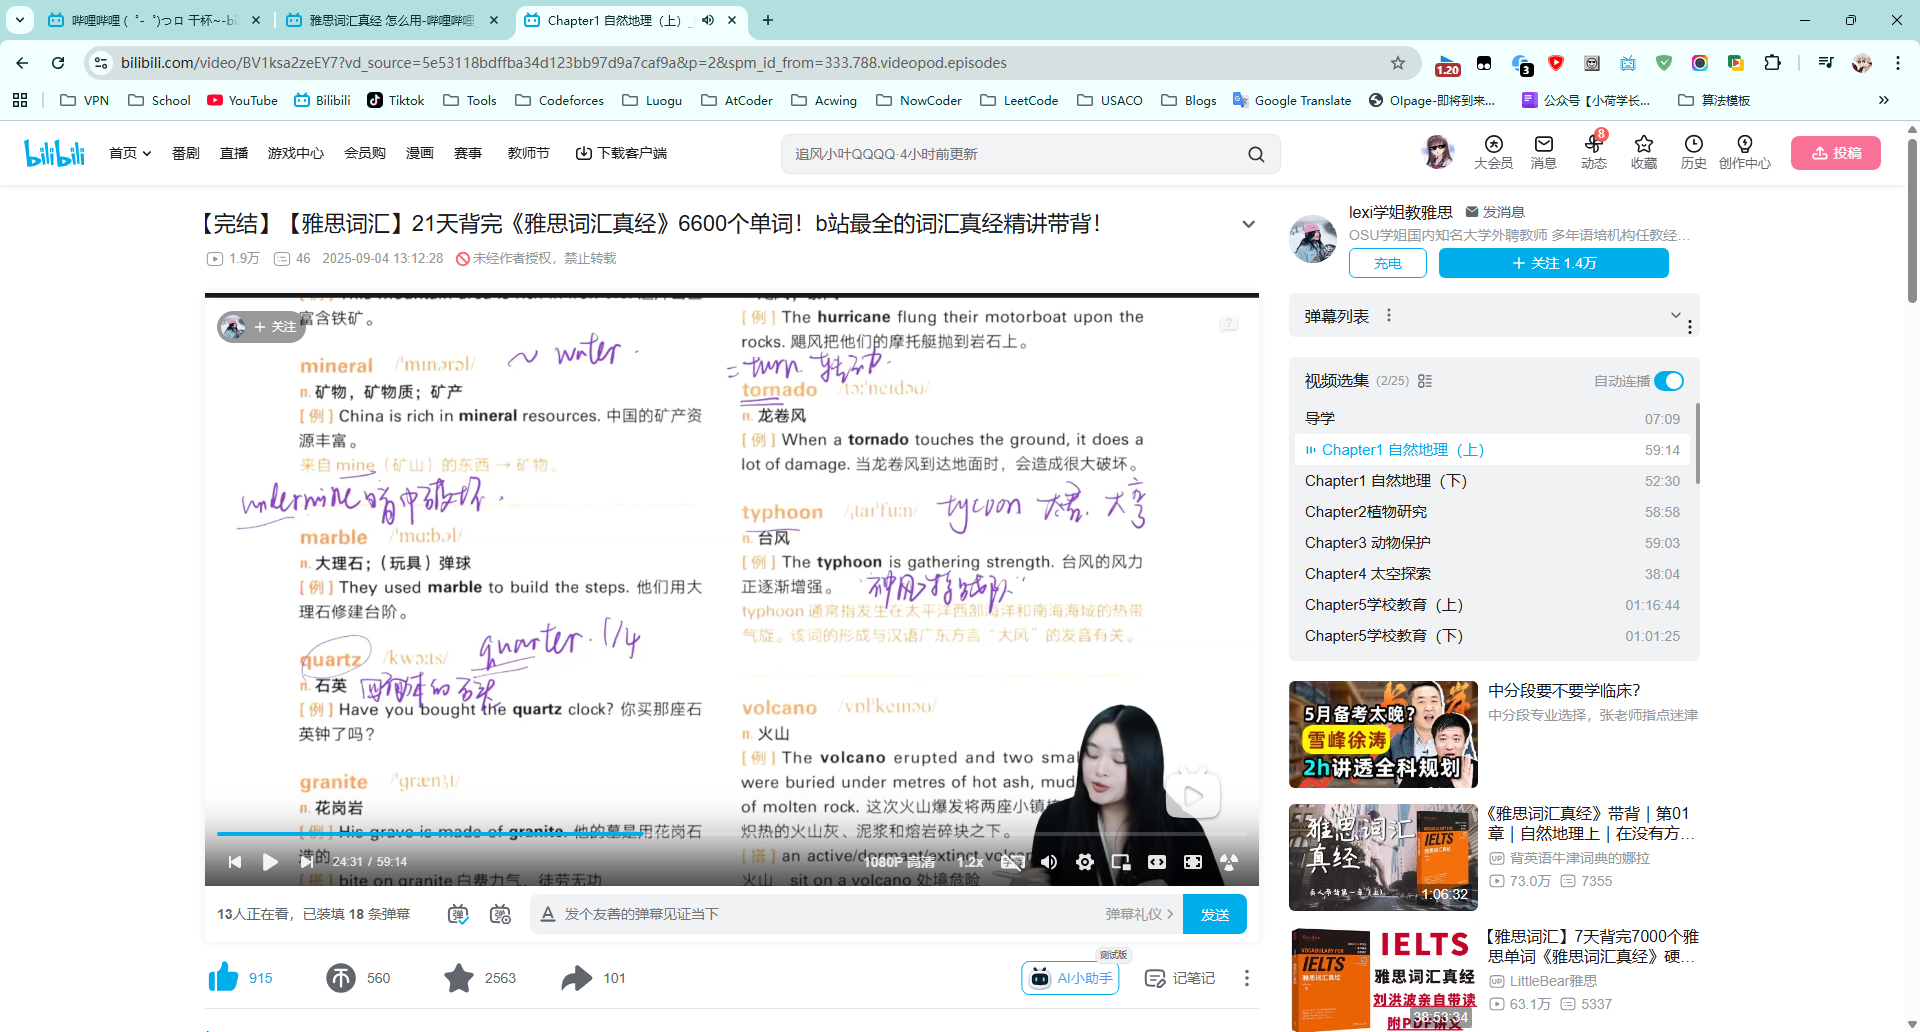 哔哩哔哩 (゜-゜)つロ 干杯~-bi
雅思词汇真经 怎么用-哔哩哔哩
Chapter1 自然地理（上）_
bilibili.com/video/BV1ksa2zeEY7?vd_source=5e53118bdffba34d123bb97d9a7caf9a&p=2&spm_id_from=333.788.videopod.episodes
1.20
3
VPN School YouTube Bilibili Tiktok Tools Codeforces Luogu AtCoder Acwing NowCoder LeetCode USACO Blogs Google Translate OIpage-即将到来... 公众号【小荷学长... 算法模板
bilibili 首页 番剧 直播 游戏中心 会员购 漫画 赛事 教师节 下载客户端
追风小叶QQQQ·4小时前更新
大会员 消息 动态 收藏 历史 创作中心 投稿
8
【完结】【雅思词汇】21天背完《雅思词汇真经》6600个单词！b站最全的词汇真经精讲带背！
1.9万 46 2025-09-04 13:12:28 未经作者授权，禁止转载
富含铁矿。
+ 关注
mineral /ˈmɪnərəl/ ~ water.
n. 矿物，矿物质；矿产
[例] China is rich in mineral resources. 中国的矿产资
源丰富。
来自 mine（矿山）的东西 → 矿物。
undermine 暗中破坏.
marble /ˈmɑːbəl/
n. 大理石；（玩具）弹球
[例] They used marble to build the steps. 他们用大
理石修建台阶。
quartz /kwɔːts/ quarter. 1/4
n. 石英
[例] Have you bought the quartz clock? 你买那座石
英钟了吗？
granite /ˈɡrænɪt/
n. 花岗岩
[例] His grave is made of granite. 他的墓是用花岗石
造的
[搭] bite on granite 白费力气，徒劳无功
[例] The hurricane flung their motorboat upon the
rocks. 飓风把他们的摩托艇抛到岩石上。
= turn 转动.
tornado /tɔːˈneɪdəʊ/
n. 龙卷风
[例] When a tornado touches the ground, it does a
lot of damage. 当龙卷风到达地面时，会造成很大破坏。
typhoon /ˌtaɪˈfuːn/ tycoon 大君. 大亨
n. 台风
[例] The typhoon is gathering strength. 台风的风力
正逐渐增强。 “神风游击队”
typhoon 通常指发生在太平洋西部海洋和南海海域的热带
气旋。该词的形成与汉语广东方言“大风”的发音有关。
volcano /vɒlˈkeɪnəʊ/
n. 火山
[例] The volcano erupted and two smal
were buried under metres of hot ash, mud
of molten rock. 这次火山爆发将两座小镇
炽热的火山灰、泥浆和熔岩碎块之下。
[搭] an active/dormant/extinct volcan
火山 sit on a volcano 处境危险
24:31 / 59:14 1080P 高清 1.2x
13人正在看，已装填 18 条弹幕
发个友善的弹幕见证当下 弹幕礼仪 > 发送
915 560 2563 101
测试版
AI小助手 记笔记
lexi学姐教雅思 发消息
OSU学姐国内知名大学外聘教师 多年语培机构任教经...
充电 + 关注 1.4万
弹幕列表
视频选集 (2/25) 自动连播
导学 07:09
Chapter1 自然地理（上） 59:14
Chapter1 自然地理（下） 52:30
Chapter2植物研究 58:58
Chapter3 动物保护 59:03
Chapter4 太空探索 38:04
Chapter5学校教育（上） 01:16:44
Chapter5学校教育（下） 01:01:25
5月备考太晚？
雪峰徐涛
2h讲透全科规划
中分段要不要学临床?
中分段专业选择，张老师指点迷津
雅思词汇
真经
IELTS
1:06:32
《雅思词汇真经》带背｜第01
章｜自然地理上｜在没有方...
UP 背英语牛津词典的娜拉
73.0万 7355
VOCABULARY FOR
IELTS
雅思词汇真经
IELTS
雅思词汇真经
刘洪波亲自带读
附PDF讲义
38:53:34
【雅思词汇】7天背完7000个雅
思单词《雅思词汇真经》硬...
UP LittleBear雅思
63.1万 5337